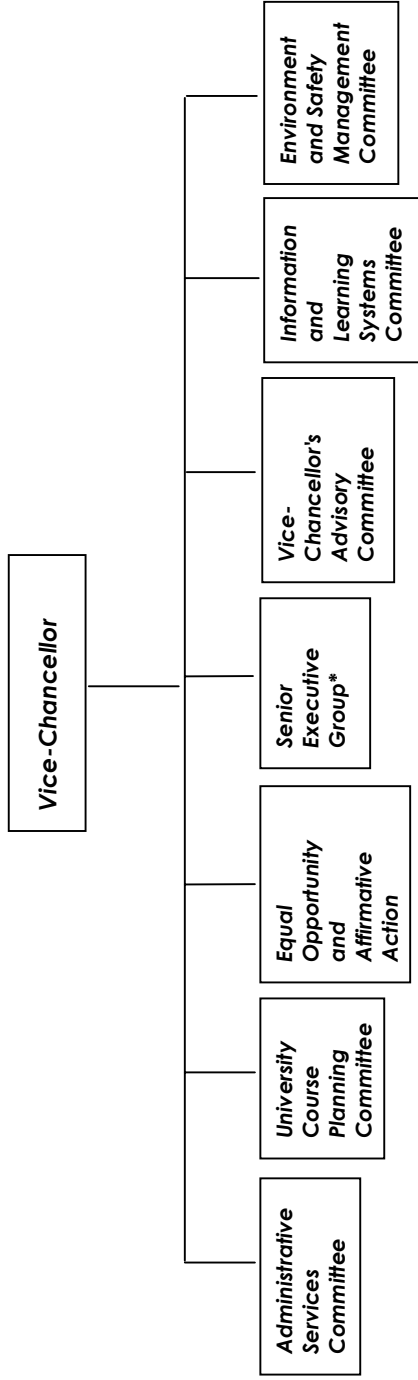 Vice-Chancellor
Administrative
Services
Committee
University
Course
Planning
Committee
Equal
Opportunity
and
Affirmative
Action
Senior
Executive
Group*
Vice-
Chancellor's
Advisory
Committee
Information
and
Learning
Systems
Committee
Environment
and Safety
Management
Committee